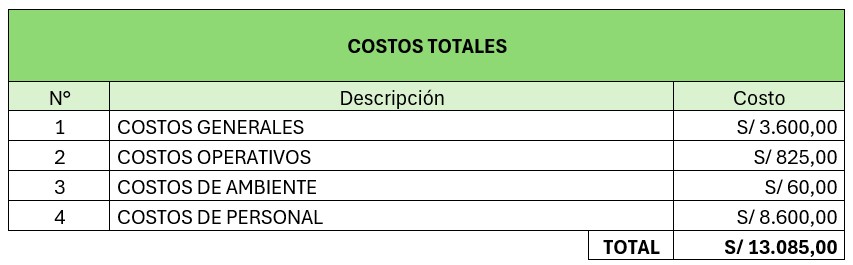 COSTOS TOTALES
N° Descripción Costo
1 COSTOS GENERALES S/ 3.600,00
2 COSTOS OPERATIVOS S/ 825,00
3 COSTOS DE AMBIENTE S/ 60,00
4 COSTOS DE PERSONAL S/ 8.600,00
TOTAL S/ 13.085,00